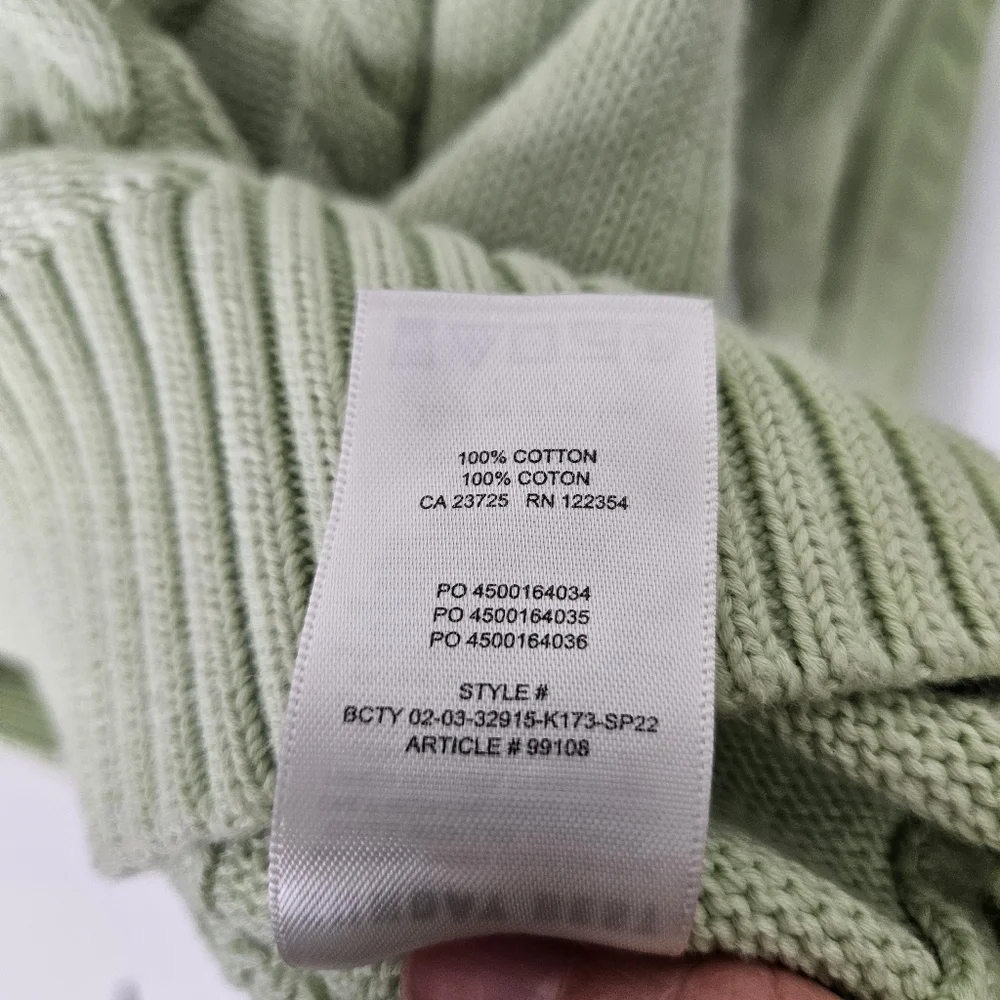 100% COTTON
100% COTON
CA 23725 RN 122354
PO 4500164034
PO 4500164035
PO 4500164036
STYLE #
BCTY 02-03-32915-K173-SP22
ARTICLE # 99108